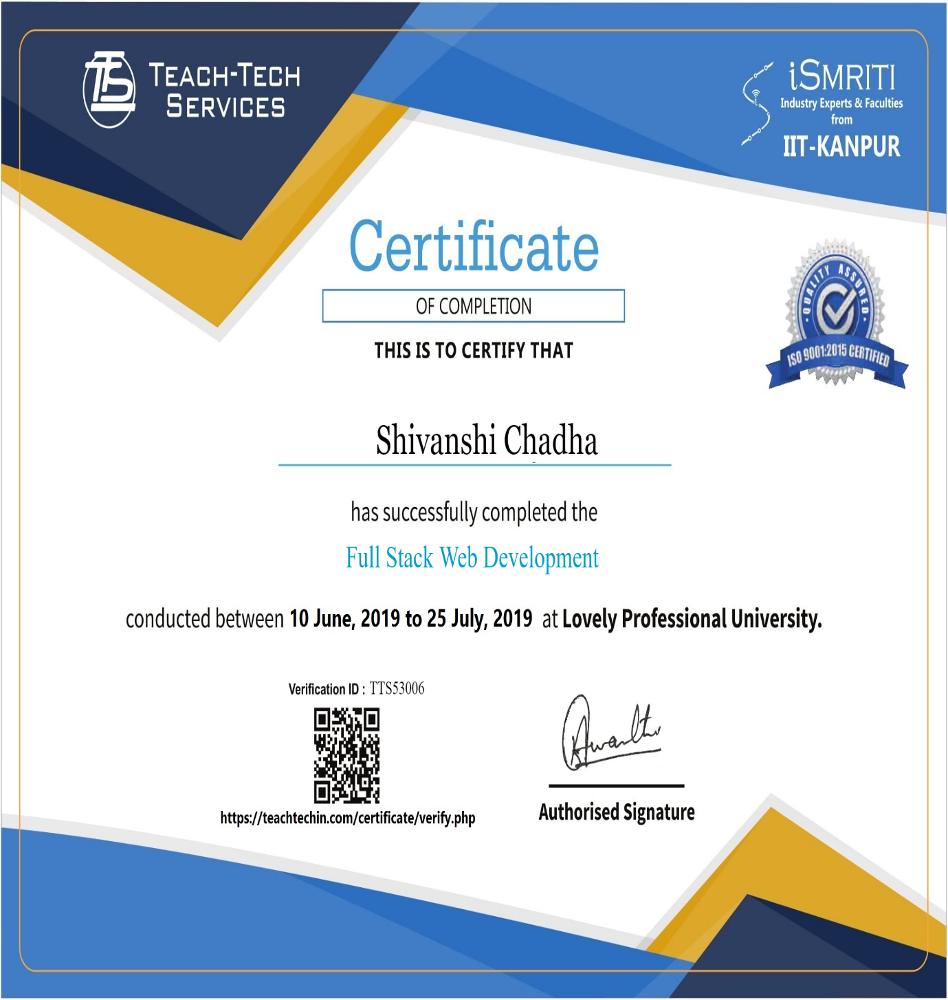 TS
TEACH-TECH
SERVICES
iSMRITI
Industry Experts & Faculties
from
IIT-KANPUR
Certificate
OF COMPLETION
THIS IS TO CERTIFY THAT
QUALITY ASSURED
ISO 9001:2015 CERTIFIED
Shivanshi Chadha
has successfully completed the
Full Stack Web Development
conducted between 10 June, 2019 to 25 July, 2019 at Lovely Professional University.
Verification ID : TTS53006
https://teachtechin.com/certificate/verify.php
Authorised Signature